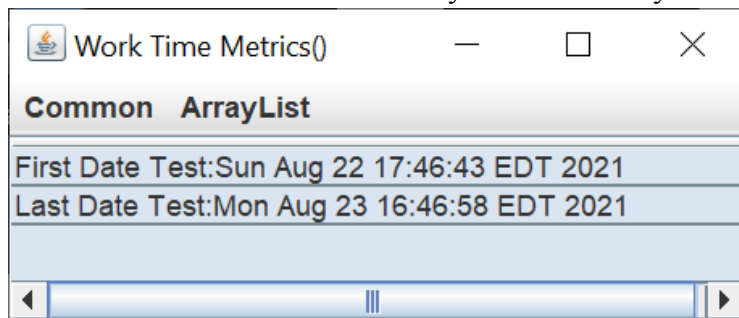 Work Time Metrics()
Common ArrayList
First Date Test:Sun Aug 22 17:46:43 EDT 2021
Last Date Test:Mon Aug 23 16:46:58 EDT 2021